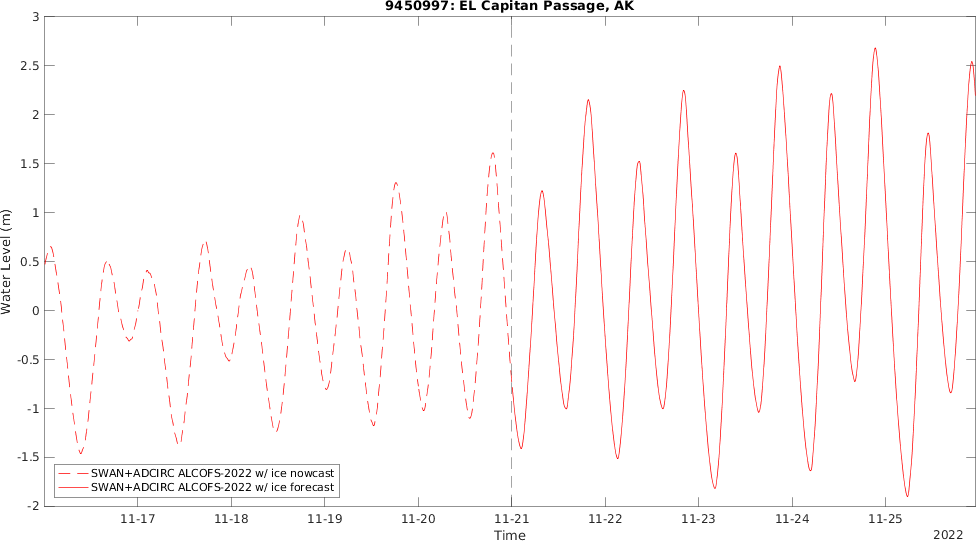 9450997: EL Capitan Passage, AK
3
2.5
2
1.5
1
0.5
0
-0.5
-1
-1.5
-2
Water Level (m)
SWAN+ADCIRC ALCOFS-2022 w/ ice nowcast
SWAN+ADCIRC ALCOFS-2022 w/ ice forecast
11-17 11-18 11-19 11-20 11-21 11-22 11-23 11-24 11-25
Time
2022